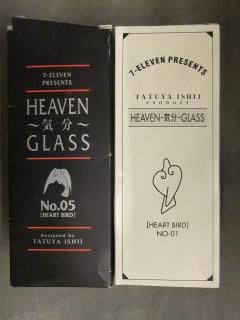 7-ELEVEN
PRESENTS
HEAVEN
～気分～
GLASS
No.05
[HEART BIRD]
Designed by
TATUYA ISHII
7-ELEVEN PRESENTS
TATUYA ISHII
PRODUCE
HEAVEN-気分-GLASS
[HEART BIRD]
NO-01